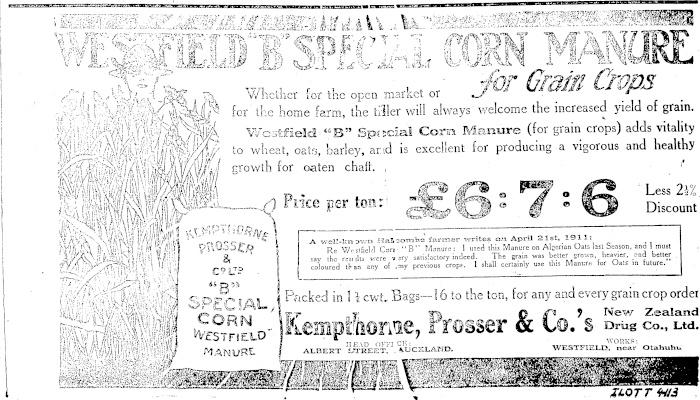 WESTFIELD "B" SPECIAL CORN MANURE
for Grain Crops
Whether for the open market or
for the home farm, the tiller will always welcome the increased yield of grain.
Westfield "B" Special Corn Manure (for grain crops) adds vitality
to wheat, oats, barley, and is excellent for producing a vigorous and healthy
growth for oaten chaff.
Price per ton: £6:7:6 Less 2½% Discount
A well-known Halcombe farmer writes on April 21st, 1911:
Re Westfield Corn "B" Manure: I used this Manure on Algerian Oats last Season, and I must
say the results were very satisfactory indeed. The grain was better grown, heavier, and better
coloured than any of my previous crops. I shall certainly use this Manure for Oats in future."
KEMPTHORNE
PROSSER
&
CO'S LTD
"B"
SPECIAL
CORN
WESTFIELD
MANURE
Packed in 1¼ cwt. Bags—16 to the ton, for any and every grain crop order
Kempthorne, Prosser & Co.'s New Zealand Drug Co., Ltd.
HEAD OFFICE: WORKS:
ALBERT STREET, AUCKLAND. WESTFIELD, near Otahuhu
ILOTT 4113